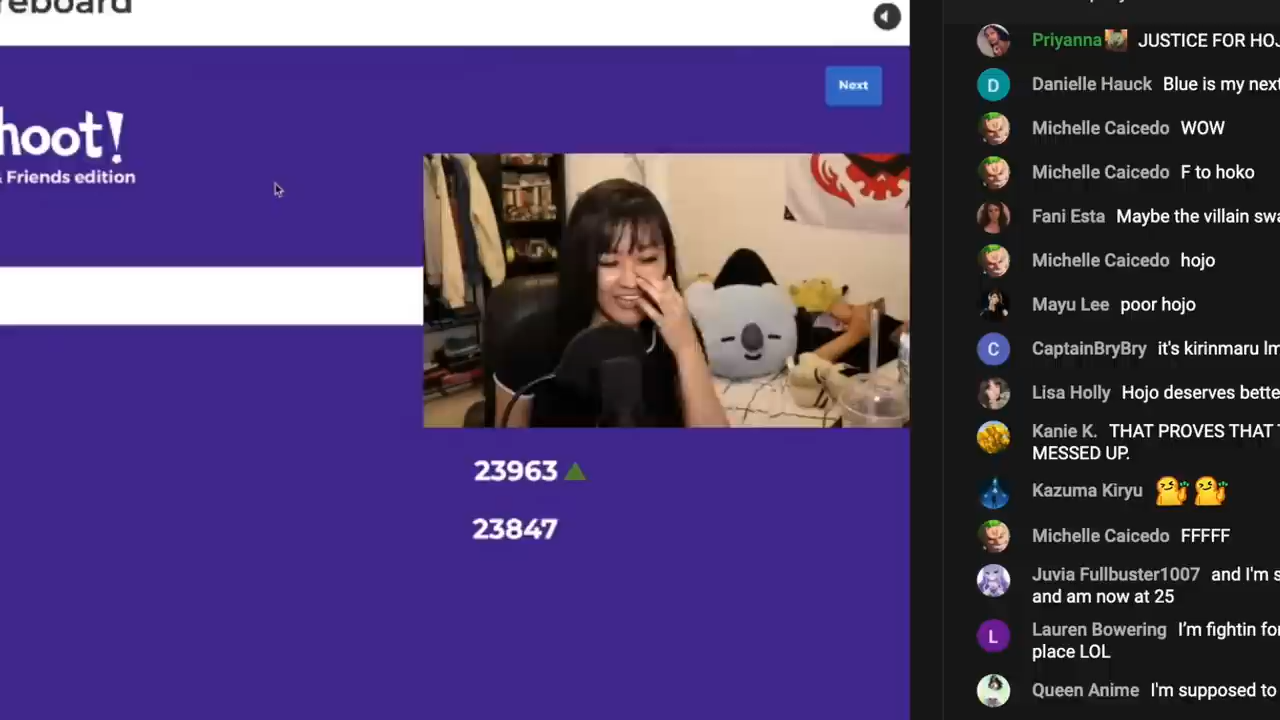 reboard
Next
hoot!
& Friends edition
23963
23847
Priyanna JUSTICE FOR HOJ
Danielle Hauck Blue is my next
Michelle Caicedo WOW
Michelle Caicedo F to hoko
Fani Esta Maybe the villain swa
Michelle Caicedo hojo
Mayu Lee poor hojo
C CaptainBryBry it's kirinmaru lm
Lisa Holly Hojo deserves bette
Kanie K. THAT PROVES THAT T
MESSED UP.
Kazuma Kiryu
Michelle Caicedo FFFFF
Juvia Fullbuster1007 and I'm s
and am now at 25
L Lauren Bowering I'm fightin for
place LOL
Queen Anime I'm supposed to
D